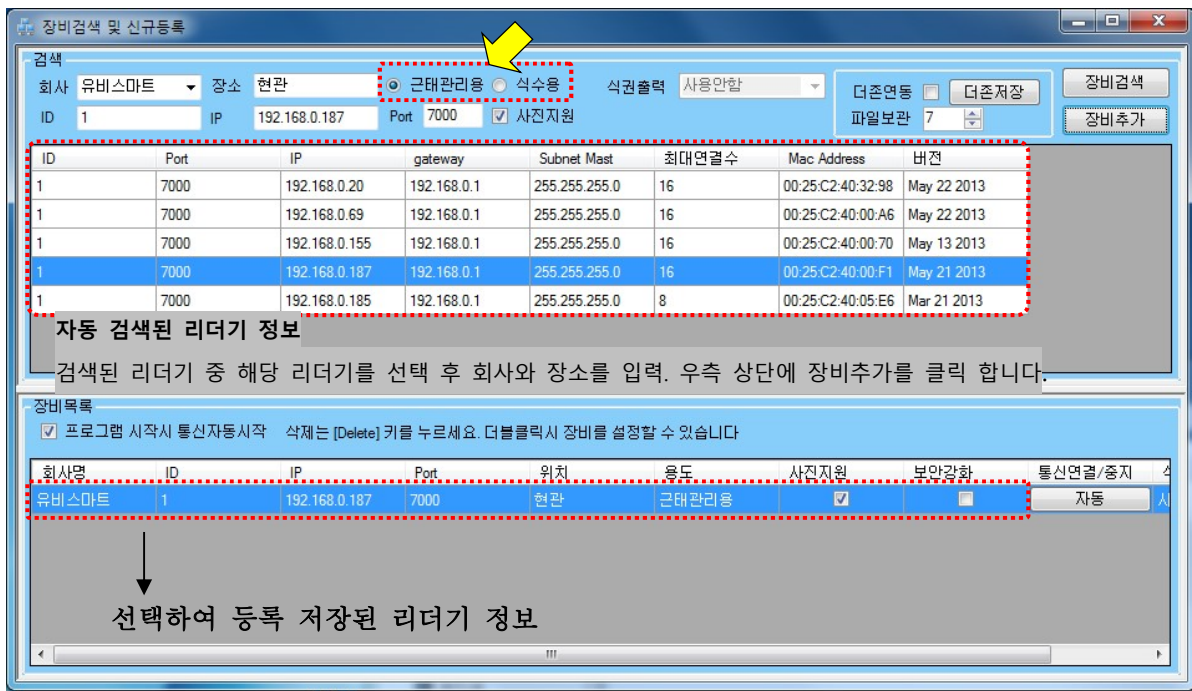 장비검색 및 신규등록
검색
회사 유비스마트 장소 현관 근태관리용 식수용 식권출력 사용안함 더존연동 더존저장 장비검색
ID 1 IP 192.168.0.187 Port 7000 사진지원 파일보관 7 장비추가
ID Port IP gateway Subnet Mast 최대연결수 Mac Address 버전
1 7000 192.168.0.20 192.168.0.1 255.255.255.0 16 00:25:C2:40:32:98 May 22 2013
1 7000 192.168.0.69 192.168.0.1 255.255.255.0 16 00:25:C2:40:00:A6 May 22 2013
1 7000 192.168.0.155 192.168.0.1 255.255.255.0 16 00:25:C2:40:00:70 May 13 2013
1 7000 192.168.0.187 192.168.0.1 255.255.255.0 16 00:25:C2:40:00:F1 May 21 2013
1 7000 192.168.0.185 192.168.0.1 255.255.255.0 8 00:25:C2:40:05:E6 Mar 21 2013
자동 검색된 리더기 정보
검색된 리더기 중 해당 리더기를 선택 후 회사와 장소를 입력. 우측 상단에 장비추가를 클릭 합니다.
장비목록
프로그램 시작시 통신자동시작 삭제는 [Delete] 키를 누르세요. 더블클릭시 장비를 설정할 수 있습니다
회사명 ID IP Port 위치 용도 사진지원 보안강화 통신연결/중지
유비스마트 1 192.168.0.187 7000 현관 근태관리용 자동
선택하여 등록 저장된 리더기 정보